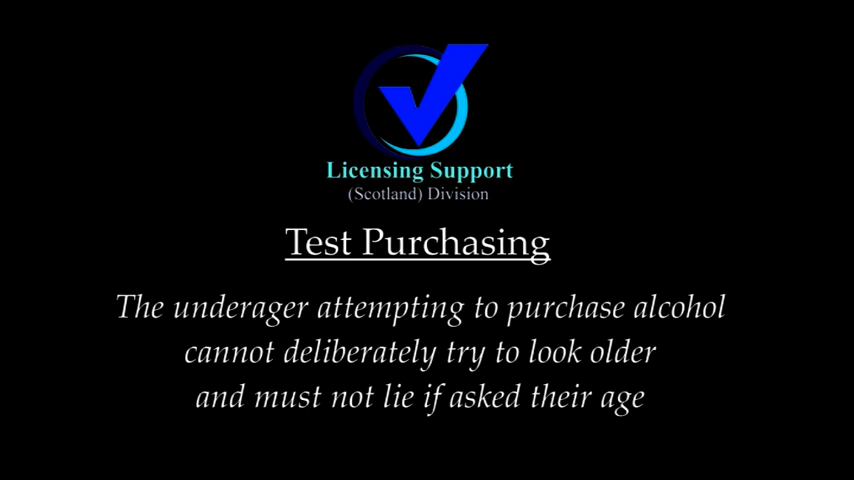 Licensing Support
(Scotland) Division
Test Purchasing
The underager attempting to purchase alcohol
cannot deliberately try to look older
and must not lie if asked their age